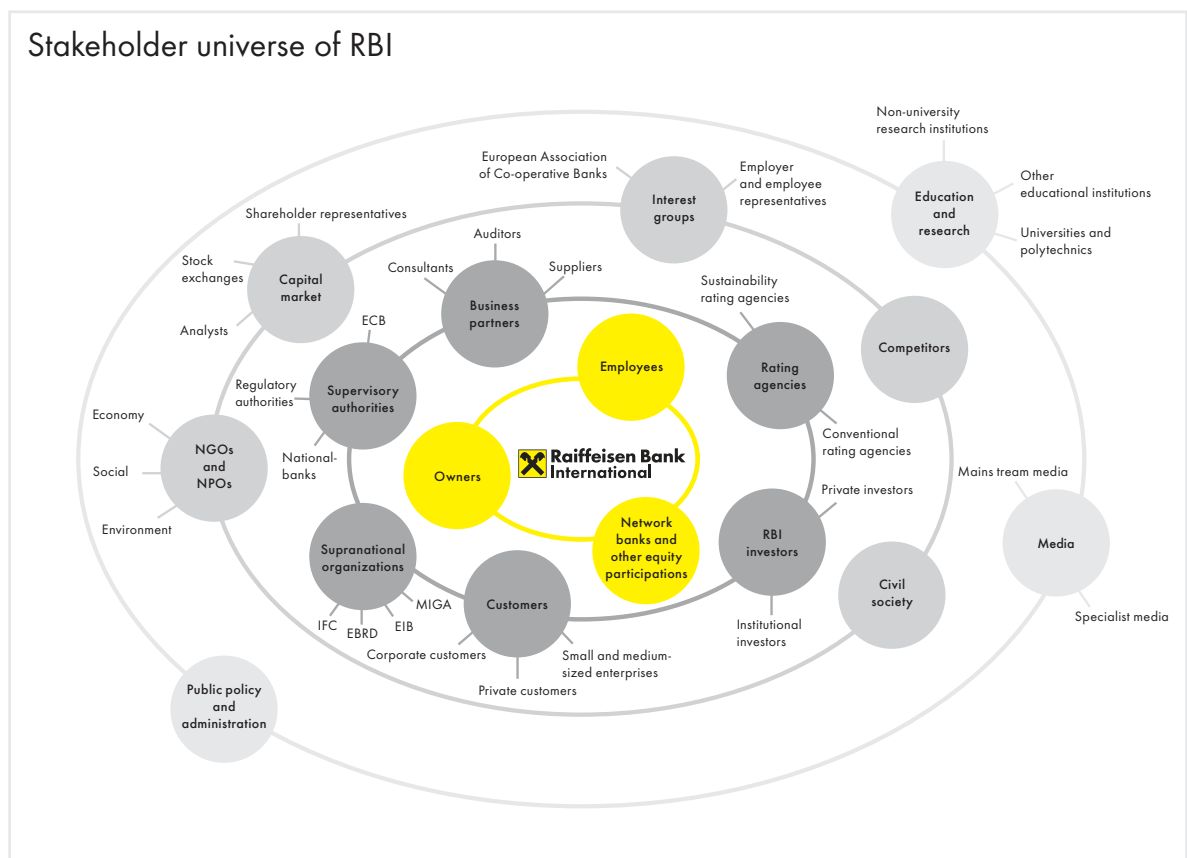 Stakeholder universe of RBI
Non-university
research institutions
Other
educational institutions
Education
and
research
Universities and
polytechnics
European Association
of Co-operative Banks
Interest
groups
Employer
and employee
representatives
Shareholder representatives
Stock
exchanges
Capital
market
Analysts
Auditors
Consultants
Suppliers
Business
partners
Sustainability
rating agencies
Rating
agencies
Conventional
rating agencies
Competitors
ECB
Regulatory
authorities
Supervisory
authorities
National-
banks
Employees
Owners
Raiffeisen Bank
International
Network
banks and
other equity
participations
Economy
Social
Environment
NGOs
and
NPOs
Private investors
RBI
investors
Institutional
investors
Mains tream media
Media
Specialist media
Supranational
organizations
IFC
EBRD
EIB
MIGA
Customers
Corporate customers
Private customers
Small and medium-
sized enterprises
Civil
society
Public policy
and
administration